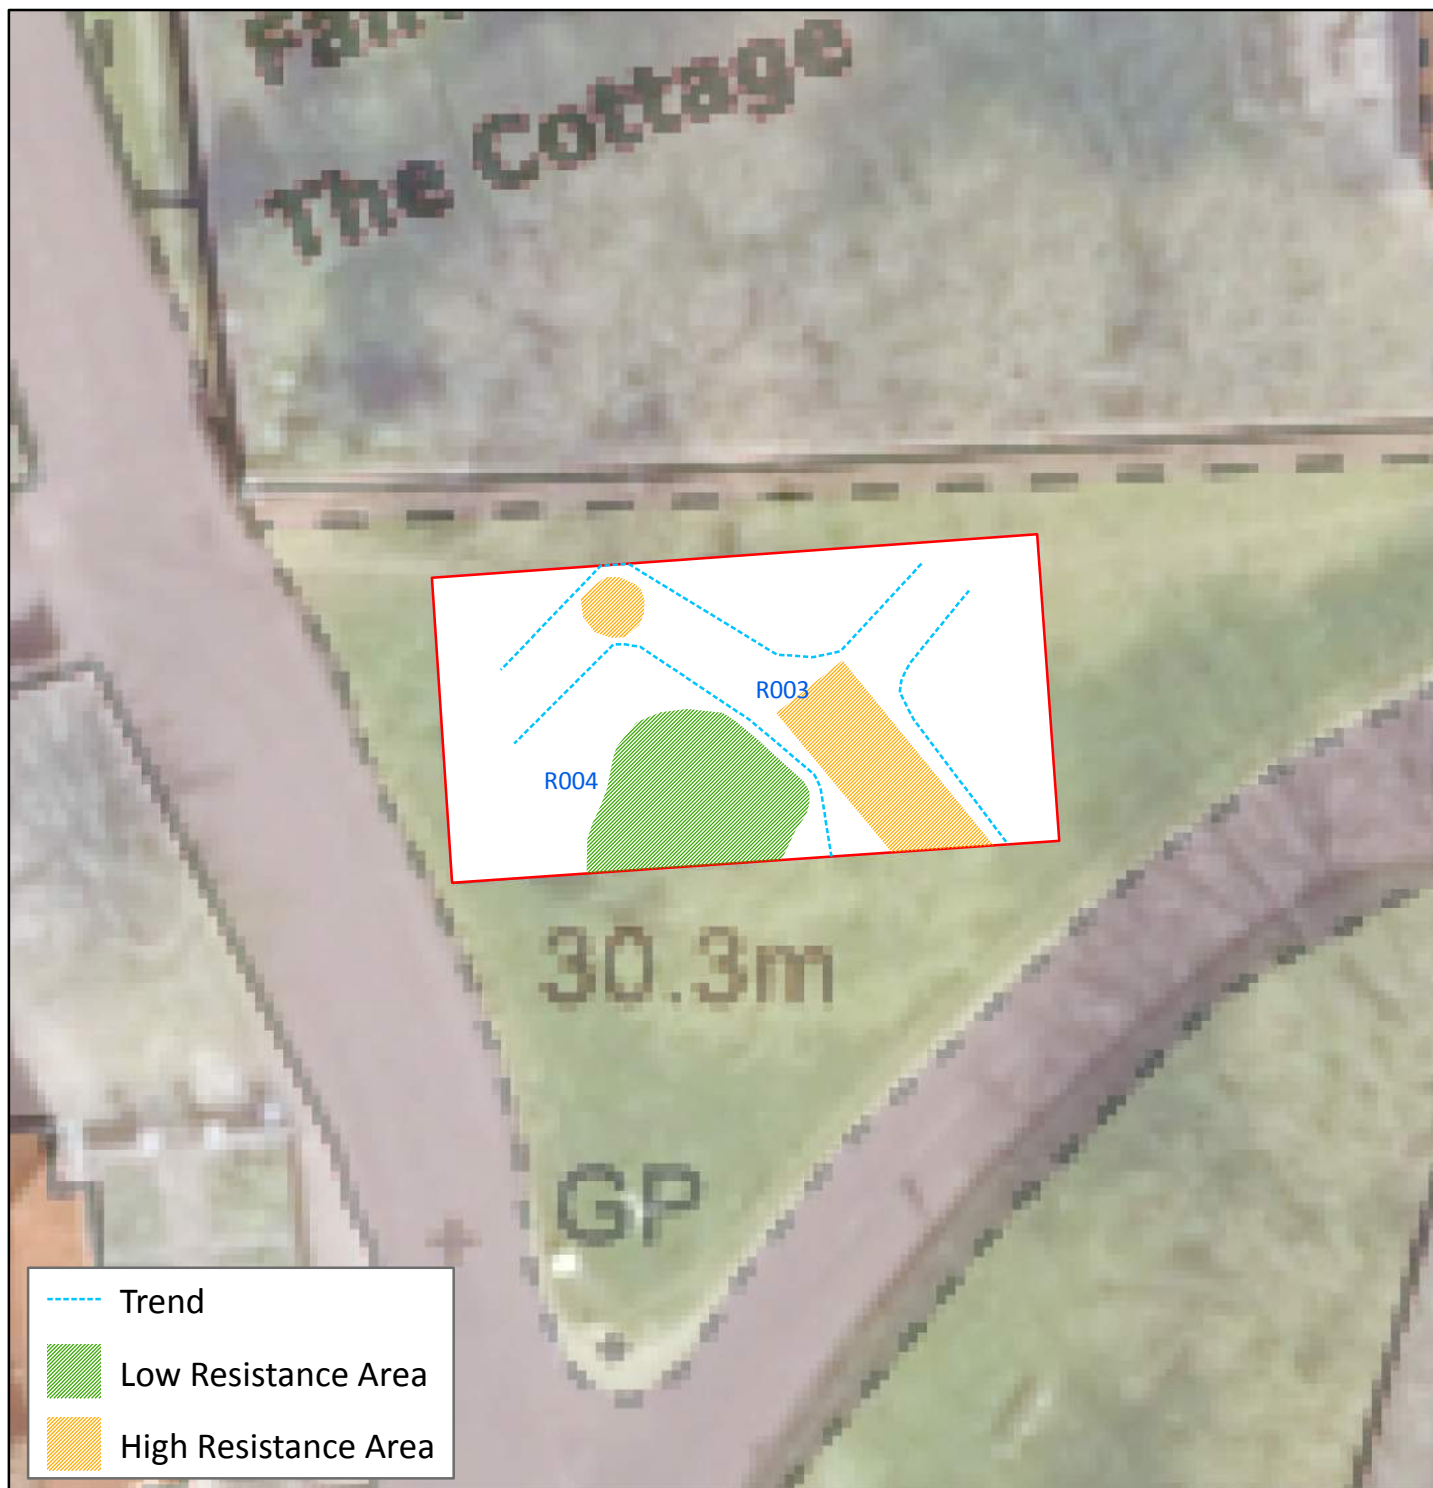 The Cottage
R003
R004
30.3m
GP
Trend
Low Resistance Area
High Resistance Area